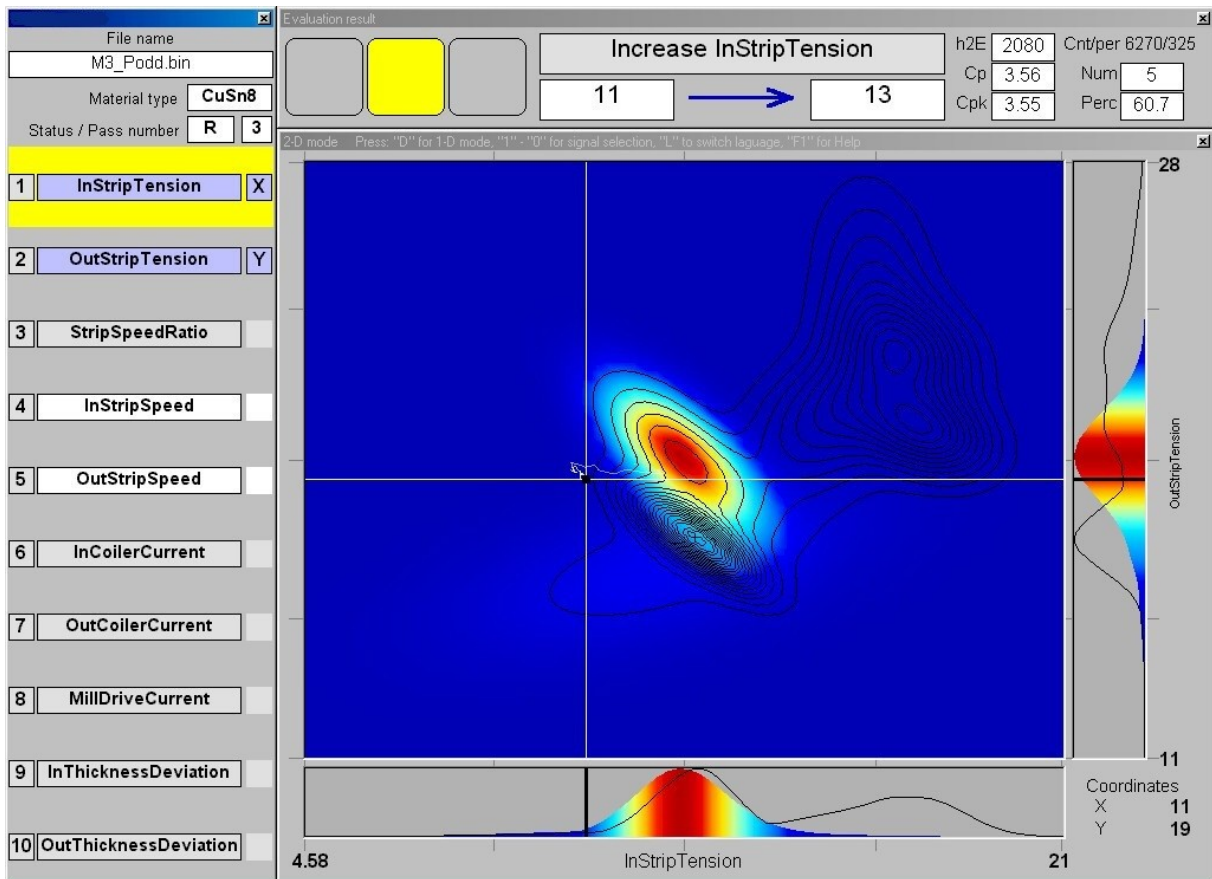 File name
M3_Podd.bin
Material type CuSn8
Status / Pass number R 3
1 InStripTension X
2 OutStripTension Y
3 StripSpeedRatio
4 InStripSpeed
5 OutStripSpeed
6 InCoilerCurrent
7 OutCoilerCurrent
8 MillDriveCurrent
9 InThicknessDeviation
10 OutThicknessDeviation
Evaluation result
Increase InStripTension
11 13
h2E 2080 Cnt/per 6270/325
Cp 3.56 Num 5
Cpk 3.55 Perc 60.7
2-D mode Press: "D" for 1-D mode, "1" - "0" for signal selection, "L" to switch laguage, "F1" for Help
28
OutStripTension
11
4.58 InStripTension 21
Coordinates
X 11
Y 19